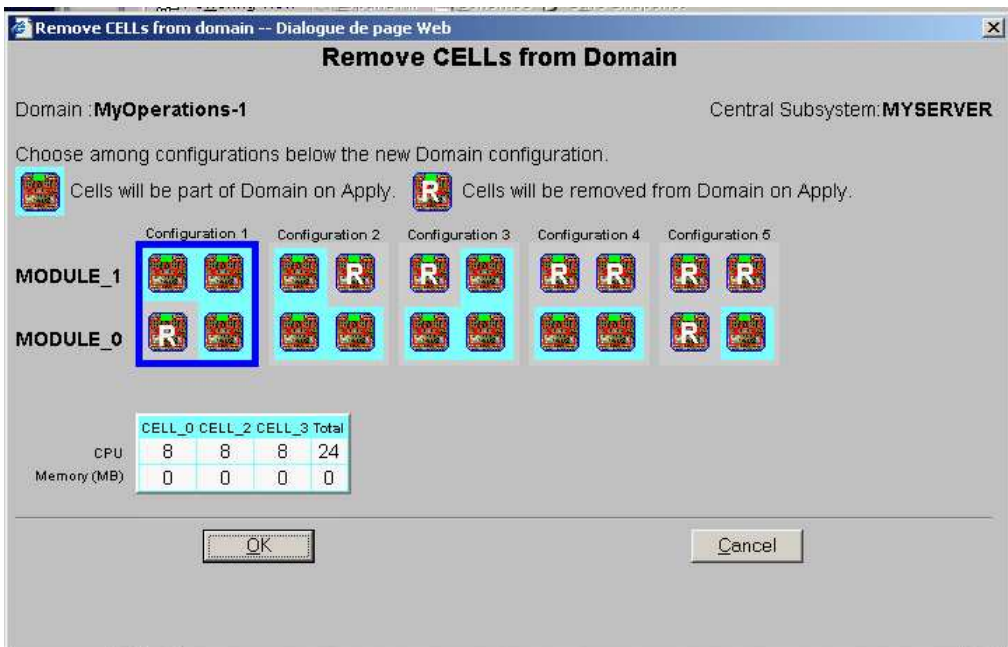 Remove CELLs from domain -- Dialogue de page Web
Remove CELLs from Domain
Domain :MyOperations-1
Central Subsystem:MYSERVER
Choose among configurations below the new Domain configuration.
Cells will be part of Domain on Apply.
R Cells will be removed from Domain on Apply.
Configuration 1 Configuration 2 Configuration 3 Configuration 4 Configuration 5
MODULE_1 R R R R R R
MODULE_0 R R
CELL_0 CELL_2 CELL_3 Total
CPU 8 8 8 24
Memory (MB) 0 0 0 0
OK
Cancel